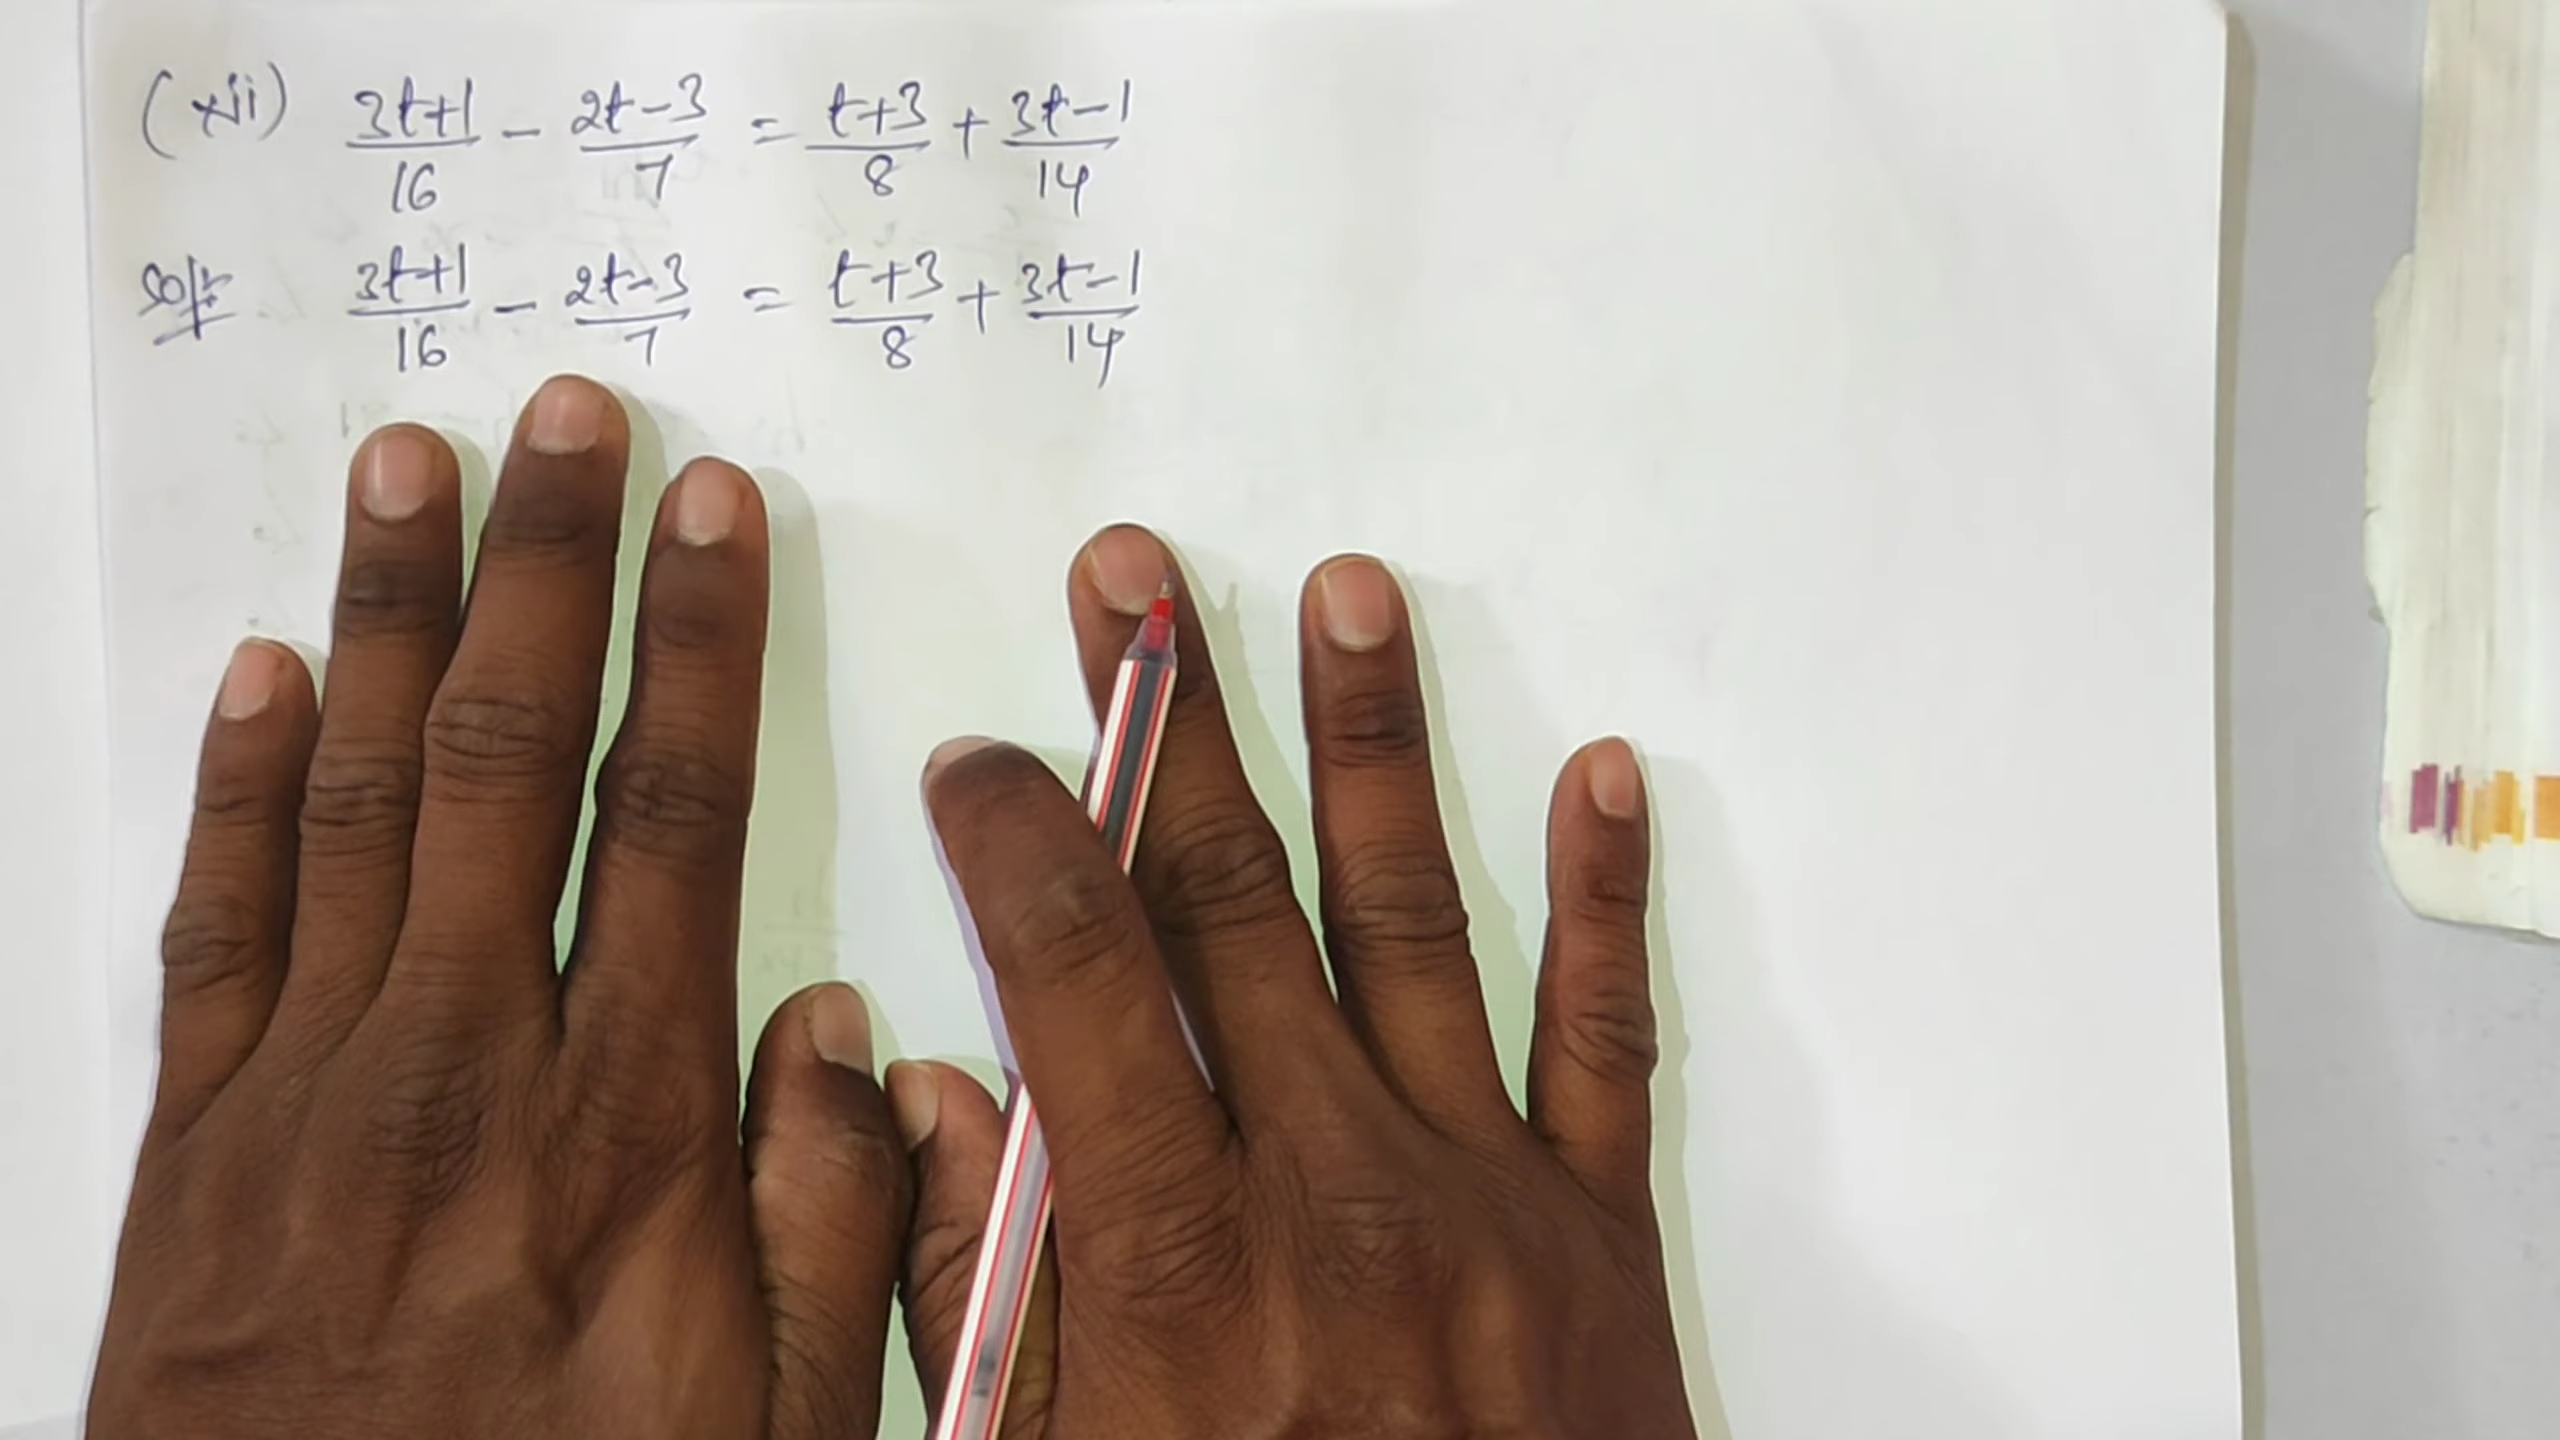 (xii) 3t+1/16 - 2t-3/7 = t+3/8 + 3t-1/14
Sol: 3t+1/16 - 2t-3/7 = t+3/8 + 3t-1/14